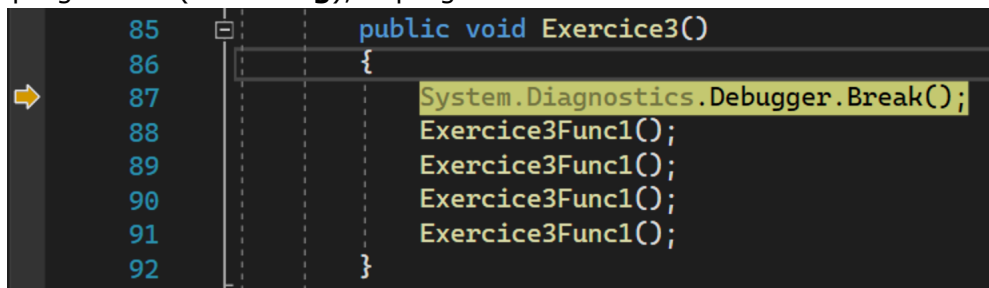 85 public void Exercice3()
86 {
87 System.Diagnostics.Debugger.Break();
88 Exercice3Func1();
89 Exercice3Func1();
90 Exercice3Func1();
91 Exercice3Func1();
92 }